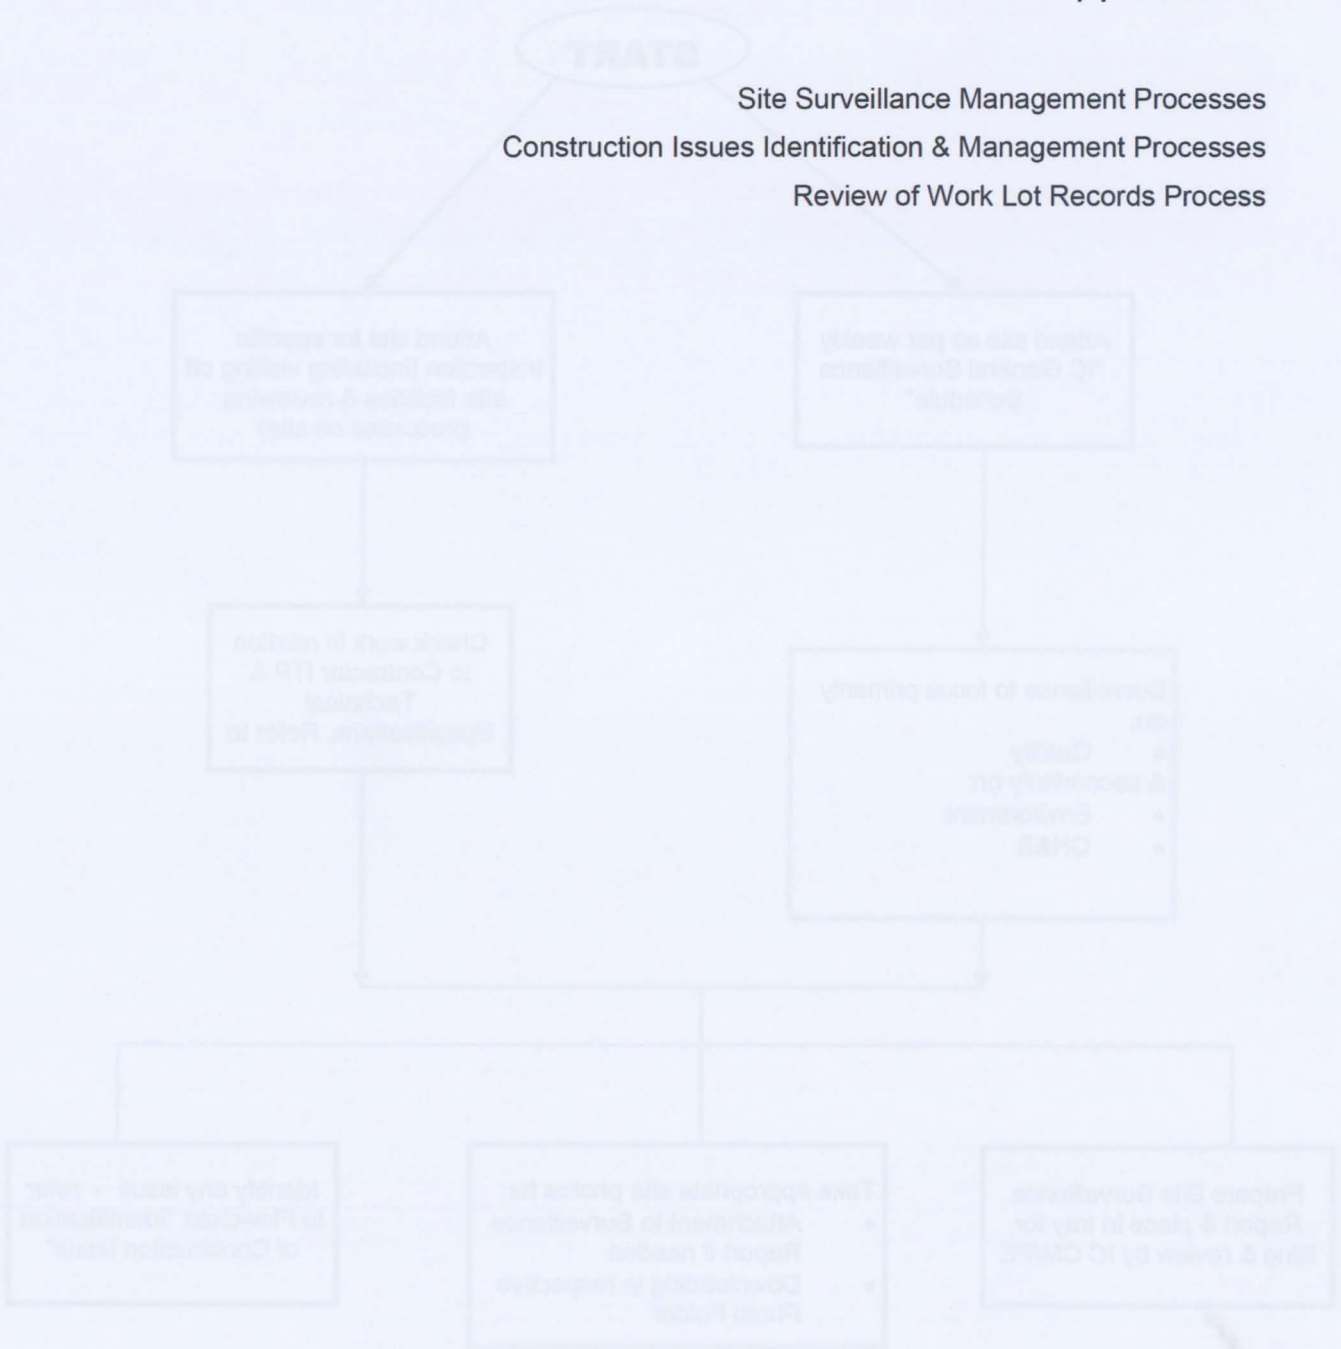 Site Surveillance Management Processes
Construction Issues Identification & Management Processes
Review of Work Lot Records Process
START
Attend site for specific
inspection (including visiting off
site facilities & reviewing
processes on site)
Attend site as per weekly
"IC General Surveillance
Schedule"
Check work in relation
to Contractor ITP &
Technical
Specifications. Refer to
Surveillance to focus primarily
on:
• Quality
& secondarily on:
• Environment
• OH&S
Identify any issue - refer
to Flowchart "Identification
of Construction Issue"
Take appropriate site photos for:
• Attachment to Surveillance
Report if needed
• Downloading in respective
Photo Folder
Prepare Site Surveillance
Report & place in tray for
filing & review by IC